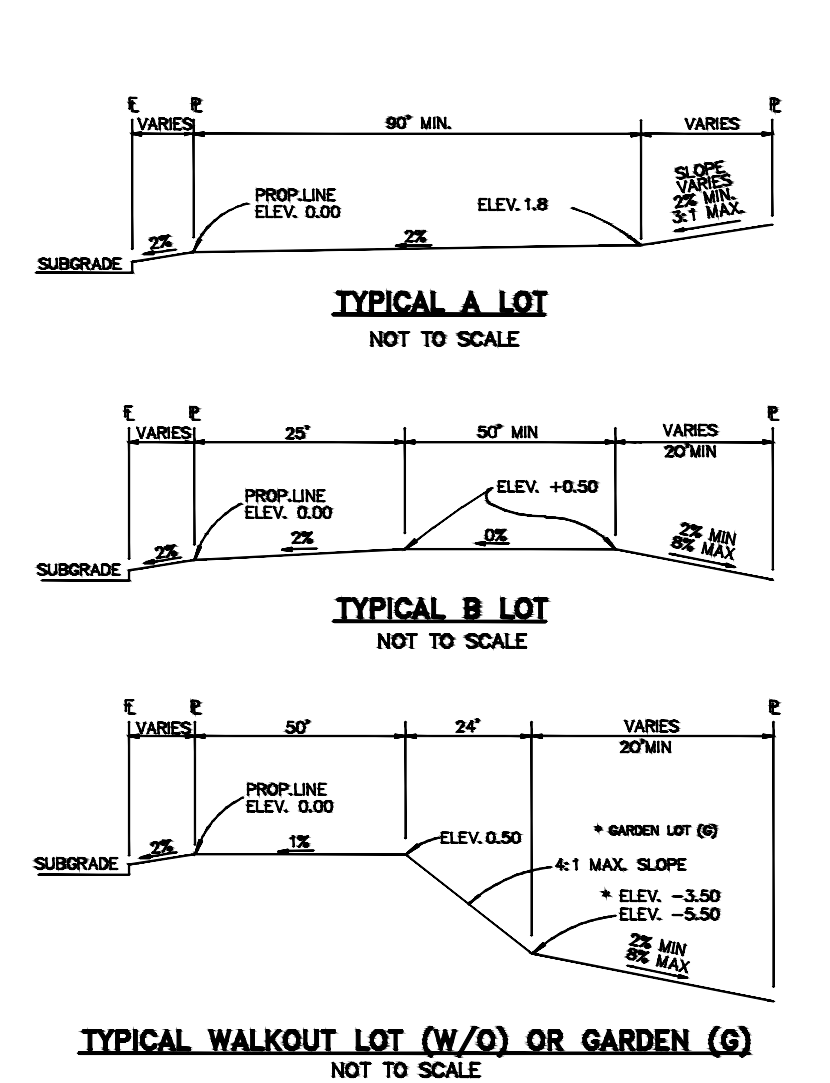 ℄ ⅊ ⅊
VARIES 90' MIN. VARIES
SLOPE
VARIES
2% MIN.
3:1 MAX.
PROP.LINE
ELEV. 0.00
ELEV. 1.8
2% 2%
SUBGRADE
TYPICAL A LOT
NOT TO SCALE
℄ ⅊ ⅊
VARIES 25' 50' MIN VARIES
20'MIN
ELEV. +0.50
PROP.LINE
ELEV. 0.00
2% MIN
8% MAX
2% 2% 0%
SUBGRADE
TYPICAL B LOT
NOT TO SCALE
℄ ⅊ ⅊
VARIES 50' 24' VARIES
20'MIN
PROP.LINE
ELEV. 0.00
* GARDEN LOT (G)
2% 1% ELEV. 0.50
SUBGRADE
4:1 MAX. SLOPE
* ELEV. -3.50
ELEV. -5.50
2% MIN
8% MAX
TYPICAL WALKOUT LOT (W/O) OR GARDEN (G)
NOT TO SCALE